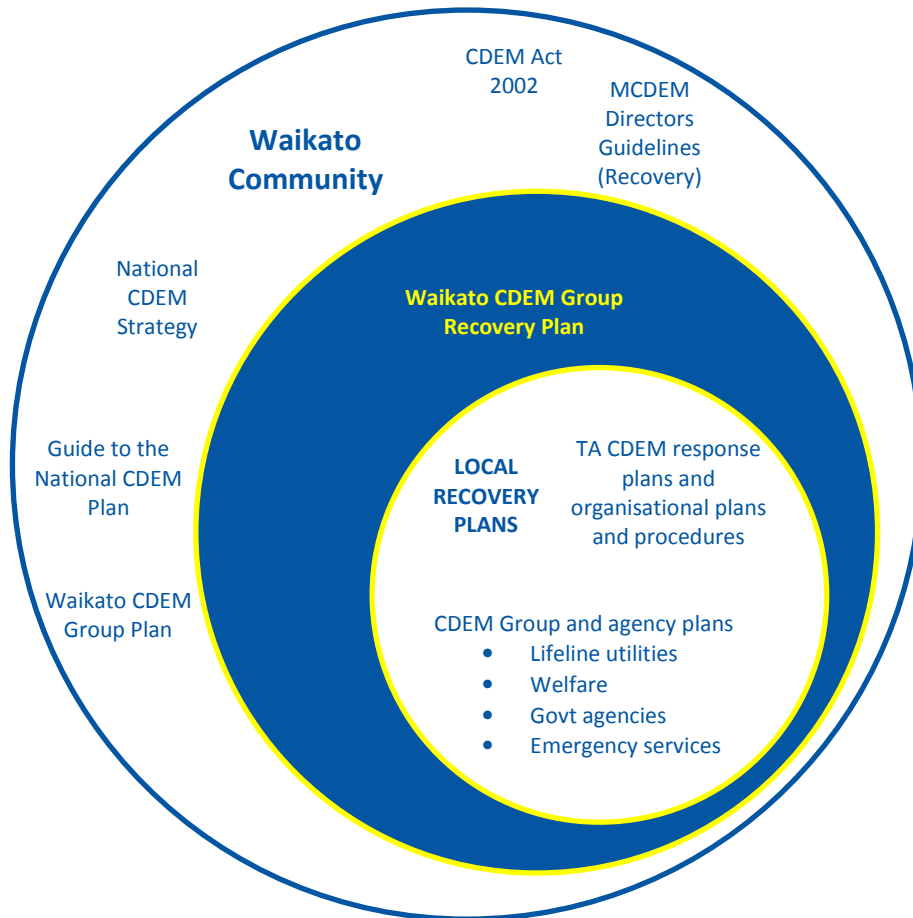 CDEM Act
2002
MCDEM
Directors
Guidelines
(Recovery)
Waikato
Community
National
CDEM
Strategy
Waikato CDEM Group
Recovery Plan
Guide to the
National CDEM
Plan
LOCAL
RECOVERY
PLANS
TA CDEM response
plans and
organisational plans
and procedures
Waikato CDEM
Group Plan
CDEM Group and agency plans
• Lifeline utilities
• Welfare
• Govt agencies
• Emergency services